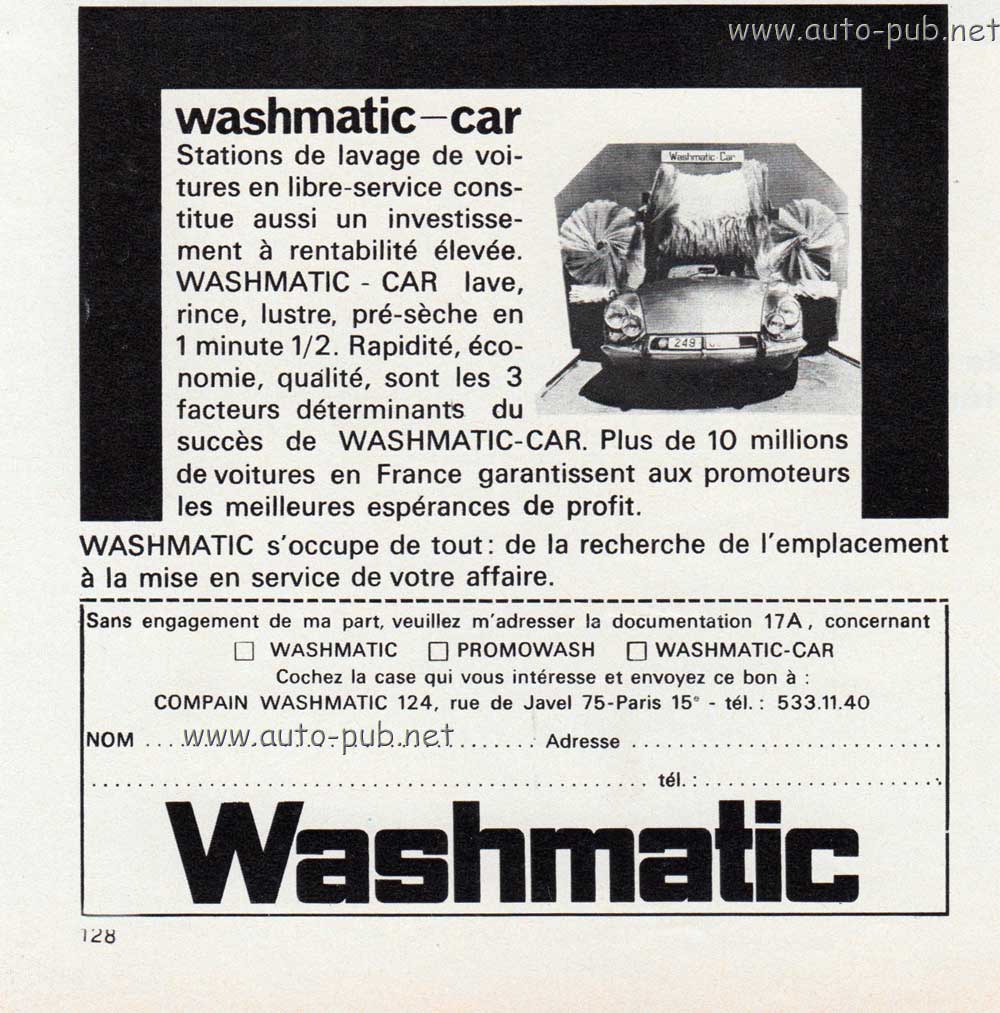 www.auto-pub.net
washmatic-car
Washmatic-Car
Stations de lavage de voi-
tures en libre-service cons-
titue aussi un investisse-
ment à rentabilité élevée.
WASHMATIC - CAR lave,
rince, lustre, pré-sèche en
1 minute 1/2. Rapidité, éco-
nomie, qualité, sont les 3
facteurs déterminants du
succès de WASHMATIC-CAR. Plus de 10 millions
de voitures en France garantissent aux promoteurs
les meilleures espérances de profit.
249
WASHMATIC s'occupe de tout : de la recherche de l'emplacement
à la mise en service de votre affaire.
Sans engagement de ma part, veuillez m'adresser la documentation 17A, concernant
□ WASHMATIC □ PROMOWASH □ WASHMATIC-CAR
Cochez la case qui vous intéresse et envoyez ce bon à :
COMPAIN WASHMATIC 124, rue de Javel 75-Paris 15° - tél. : 533.11.40
NOM .... www.auto-pub.net ....... Adresse ............................
............................................................ tél. : ............................
Washmatic
128